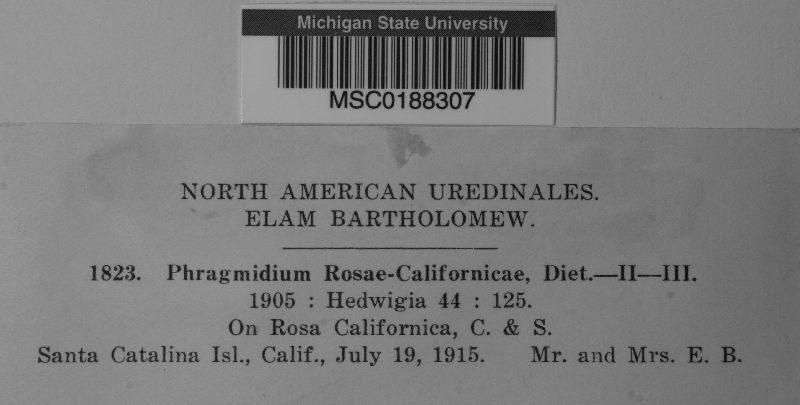 Michigan State University
MSC0188307
NORTH AMERICAN UREDINALES.
ELAM BARTHOLOMEW.
1823. Phragmidium Rosae-Californicae, Diet.—II—III.
1905 : Hedwigia 44 : 125.
On Rosa Californica, C. & S.
Santa Catalina Isl., Calif., July 19, 1915. Mr. and Mrs. E. B.